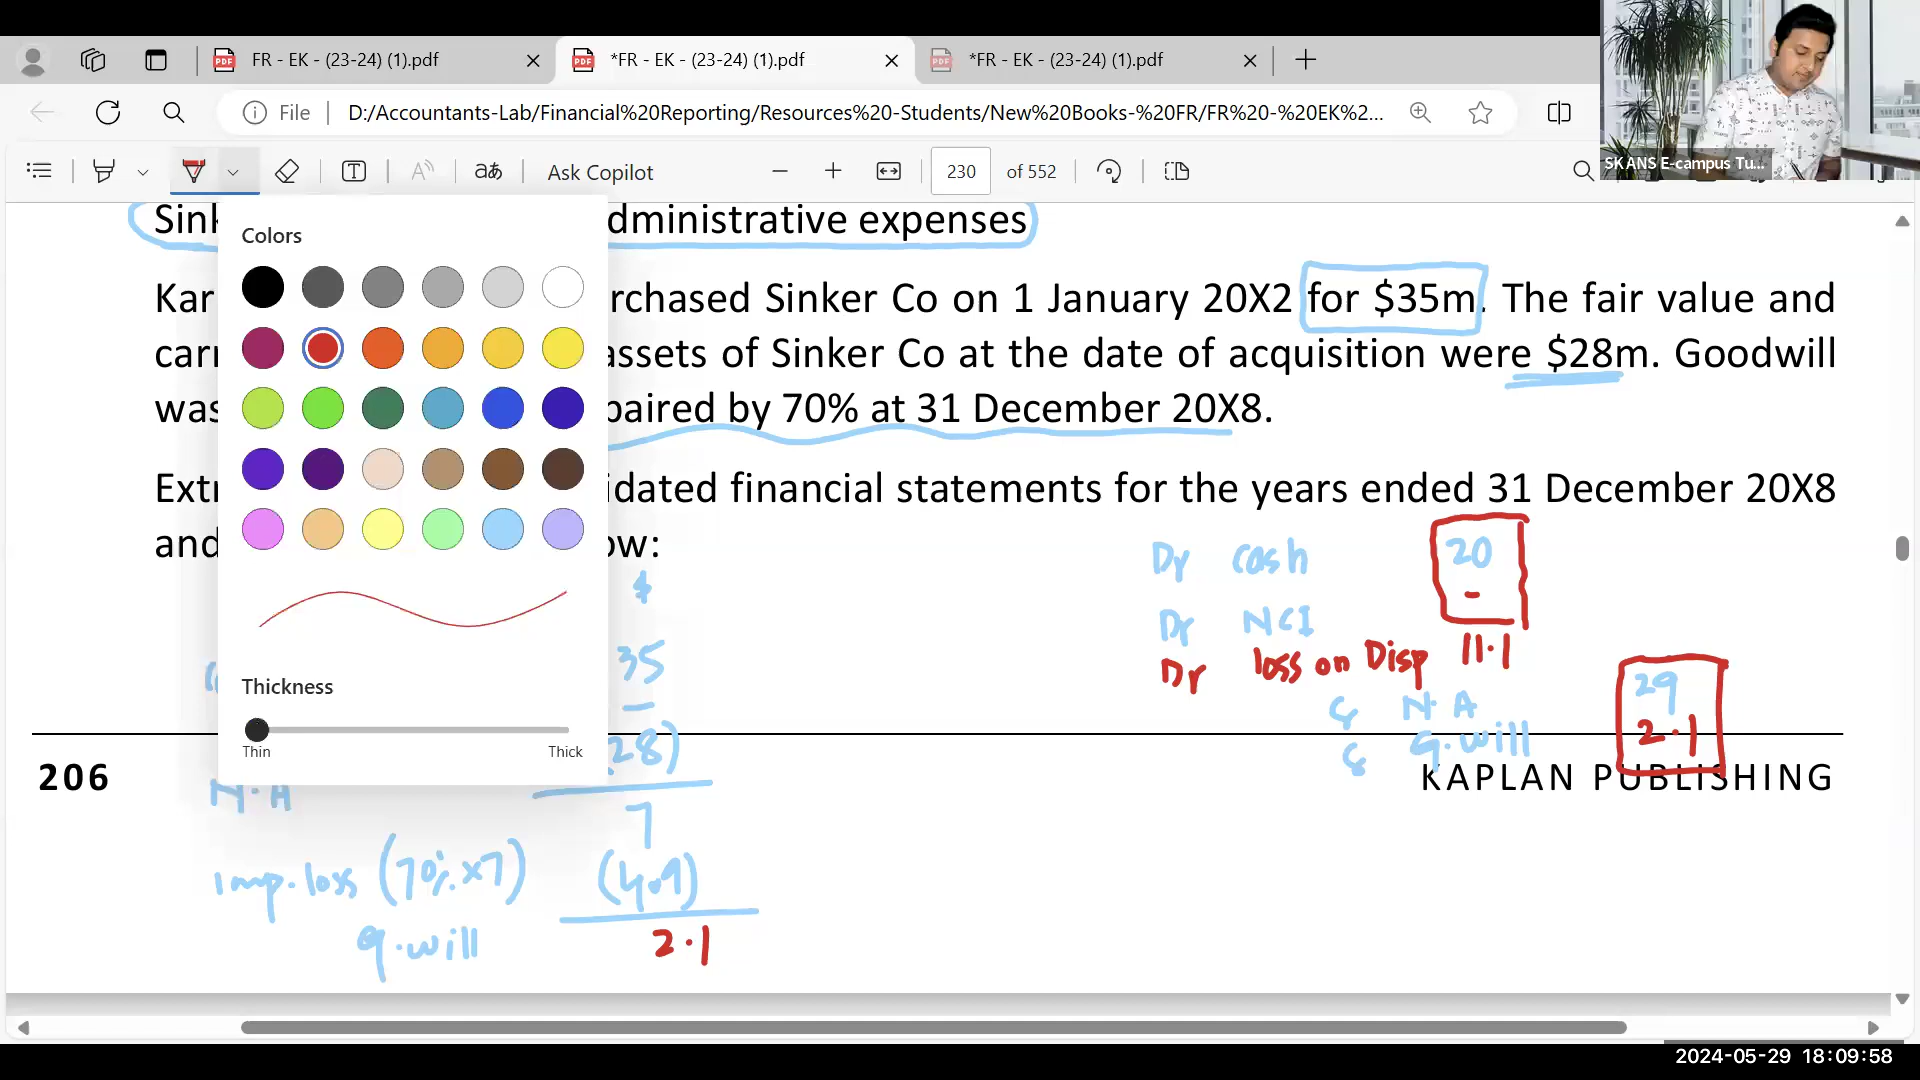 FR - EK - (23-24) (1).pdf
*FR - EK - (23-24) (1).pdf
*FR - EK - (23-24) (1).pdf
File
D:/Accountants-Lab/Financial%20Reporting/Resources%20-Students/New%20Books-%20FR/FR%20-%20EK%2...
SKANS E-campus Tu...
Ask Copilot
230 of 552
Colors
Thickness
Thin
Thick
Sink dministrative expenses
Kar rchased Sinker Co on 1 January 20X2 for $35m. The fair value and
carr assets of Sinker Co at the date of acquisition were $28m. Goodwill
was paired by 70% at 31 December 20X8.
Extr idated financial statements for the years ended 31 December 20X8
and ow:
$
35
–
(28)
N.A
7
imp.loss (70%x7) (4.9)
g.will 2.1
Dr cash 20
Dr NCI -
Dr loss on Disp 11.1
Cr N.A 29
Cr g.will 2.1
206
KAPLAN PUBLISHING
2024-05-29 18:09:58